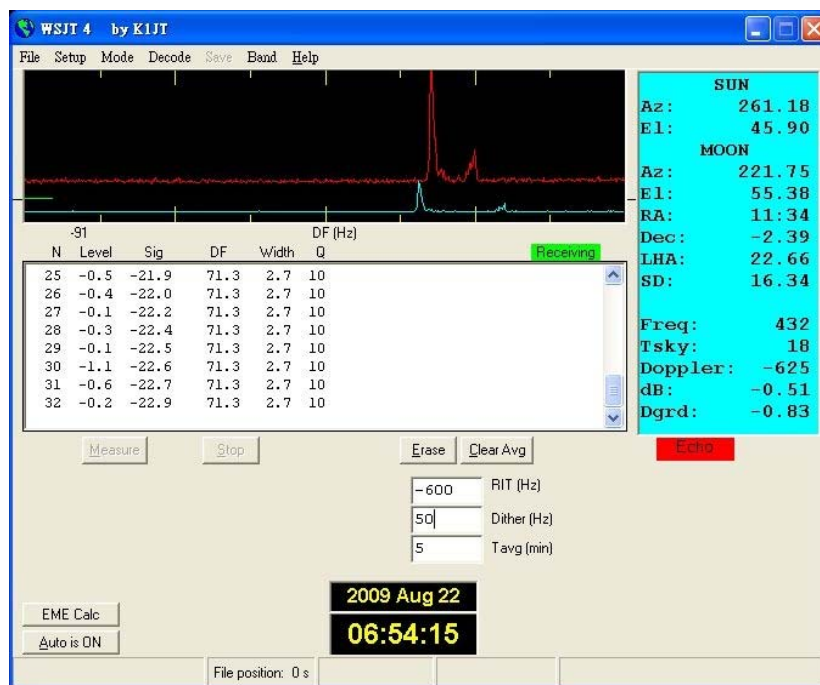 WSJT 4 by K1JT
File Setup Mode Decode Save Band Help
-91 DF (Hz)
N Level Sig DF Width Q
Receiving
25 -0.5 -21.9 71.3 2.7 10
26 -0.4 -22.0 71.3 2.7 10
27 -0.1 -22.2 71.3 2.7 10
28 -0.3 -22.4 71.3 2.7 10
29 -0.1 -22.5 71.3 2.7 10
30 -1.1 -22.6 71.3 2.7 10
31 -0.6 -22.7 71.3 2.7 10
32 -0.2 -22.9 71.3 2.7 10
SUN
Az: 261.18
El: 45.90
MOON
Az: 221.75
El: 55.38
RA: 11:34
Dec: -2.39
LHA: 22.66
SD: 16.34
Freq: 432
Tsky: 18
Doppler: -625
dB: -0.51
Dgrd: -0.83
Measure Stop Erase Clear Avg Echo
-600 RIT (Hz)
50 Dither (Hz)
5 Tavg (min)
EME Calc
Auto is ON
2009 Aug 22
06:54:15
File position: 0 s